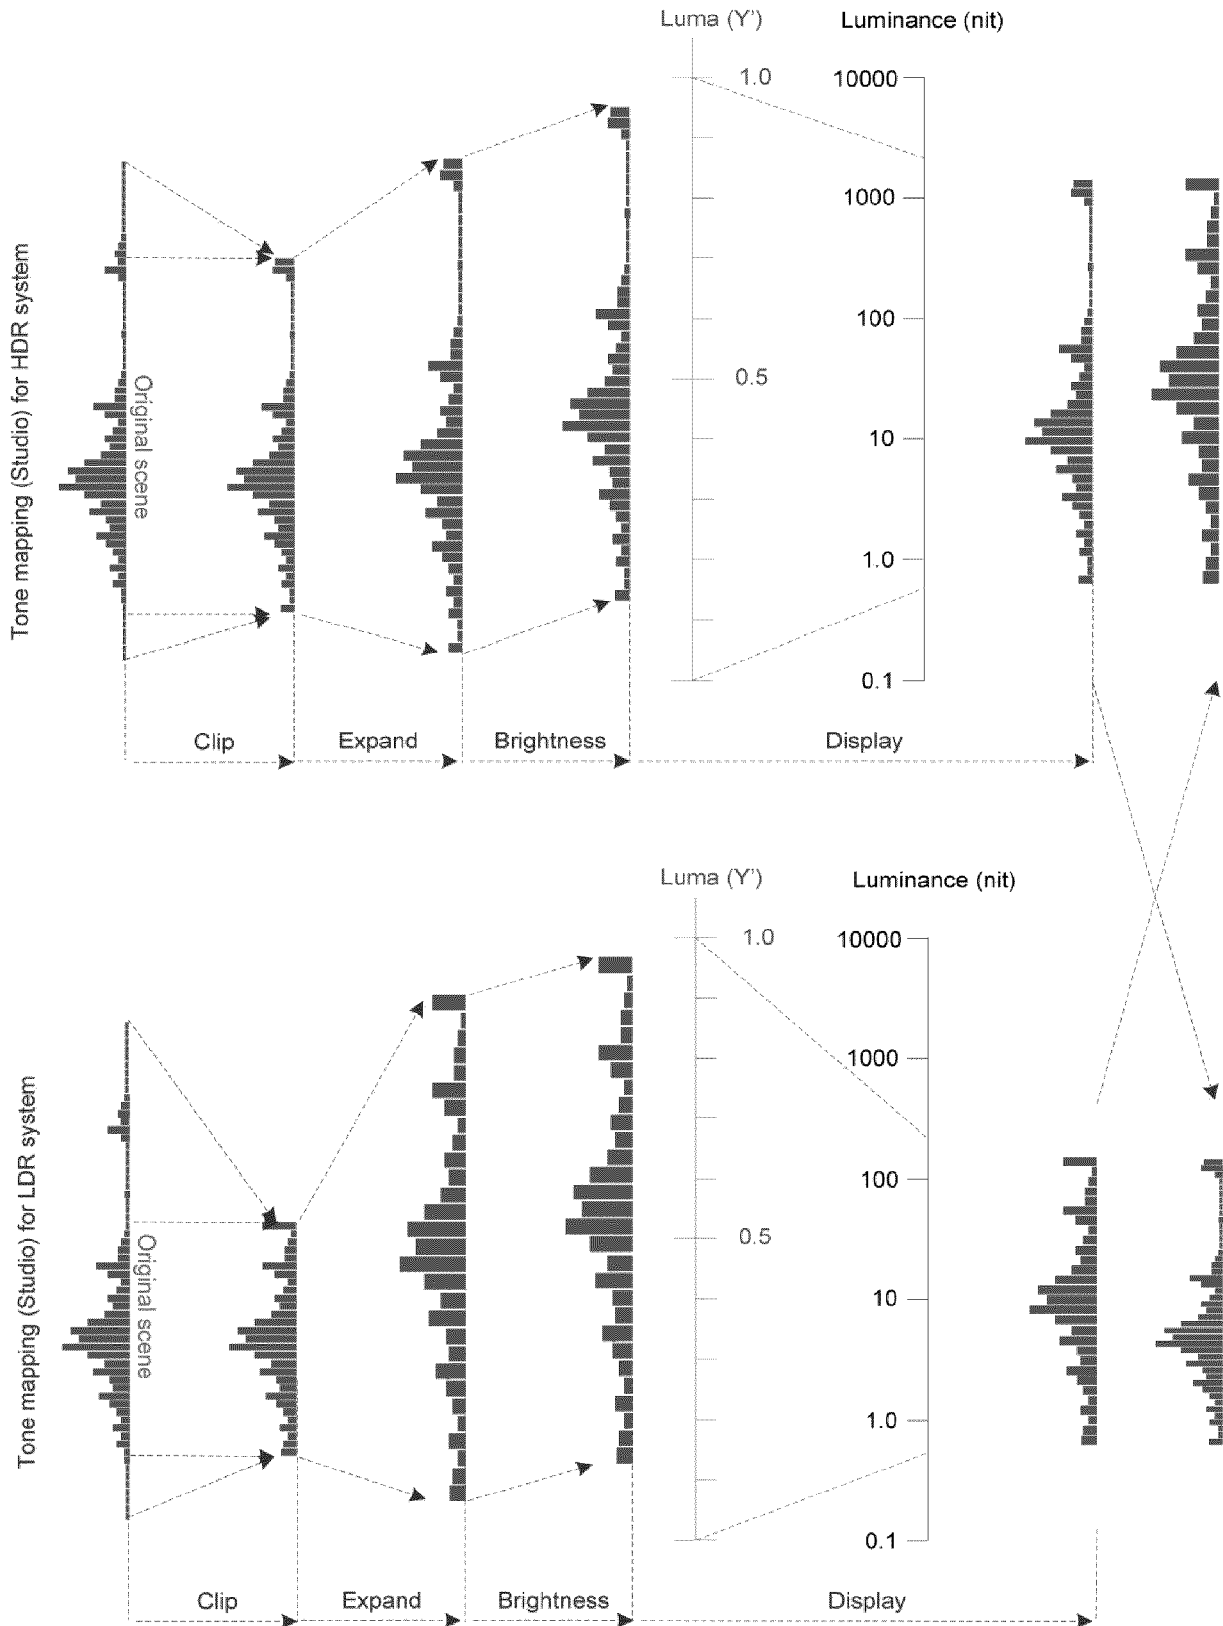 Luma (Y') Luminance (nit)
1.0 10000
1000
100
0.5
10
1.0
0.1
Tone mapping (Studio) for HDR system
Original scene
Clip Expand Brightness Display
Luma (Y') Luminance (nit)
1.0 10000
1000
100
0.5
10
1.0
0.1
Tone mapping (Studio) for LDR system
Original scene
Clip Expand Brightness Display